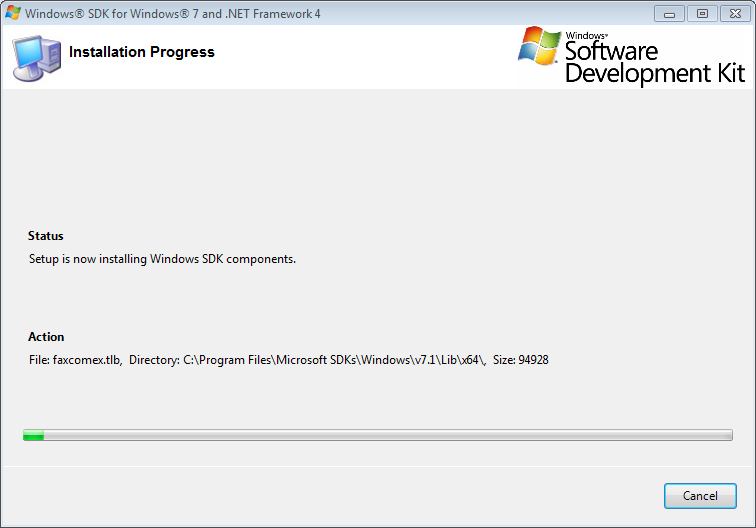 Windows® SDK for Windows® 7 and .NET Framework 4
Installation Progress
Windows®
Software
Development Kit
Status
Setup is now installing Windows SDK components.
Action
File: faxcomex.tlb,  Directory: C:\Program Files\Microsoft SDKs\Windows\v7.1\Lib\x64\,  Size: 94928
Cancel